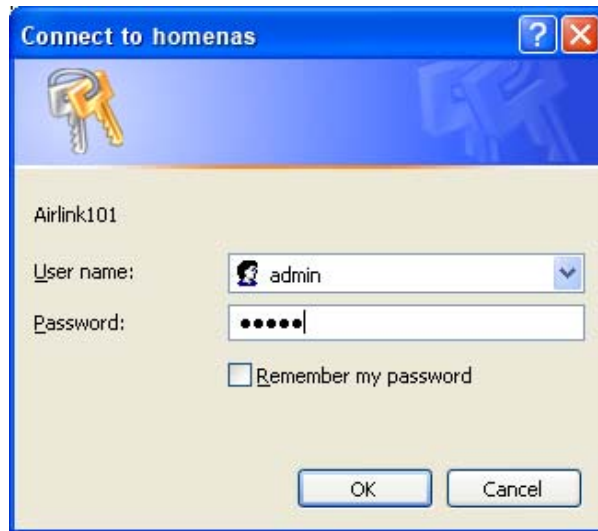 Connect to homenas
Airlink101
User name:
admin
Password:
●●●●●
Remember my password
OK
Cancel